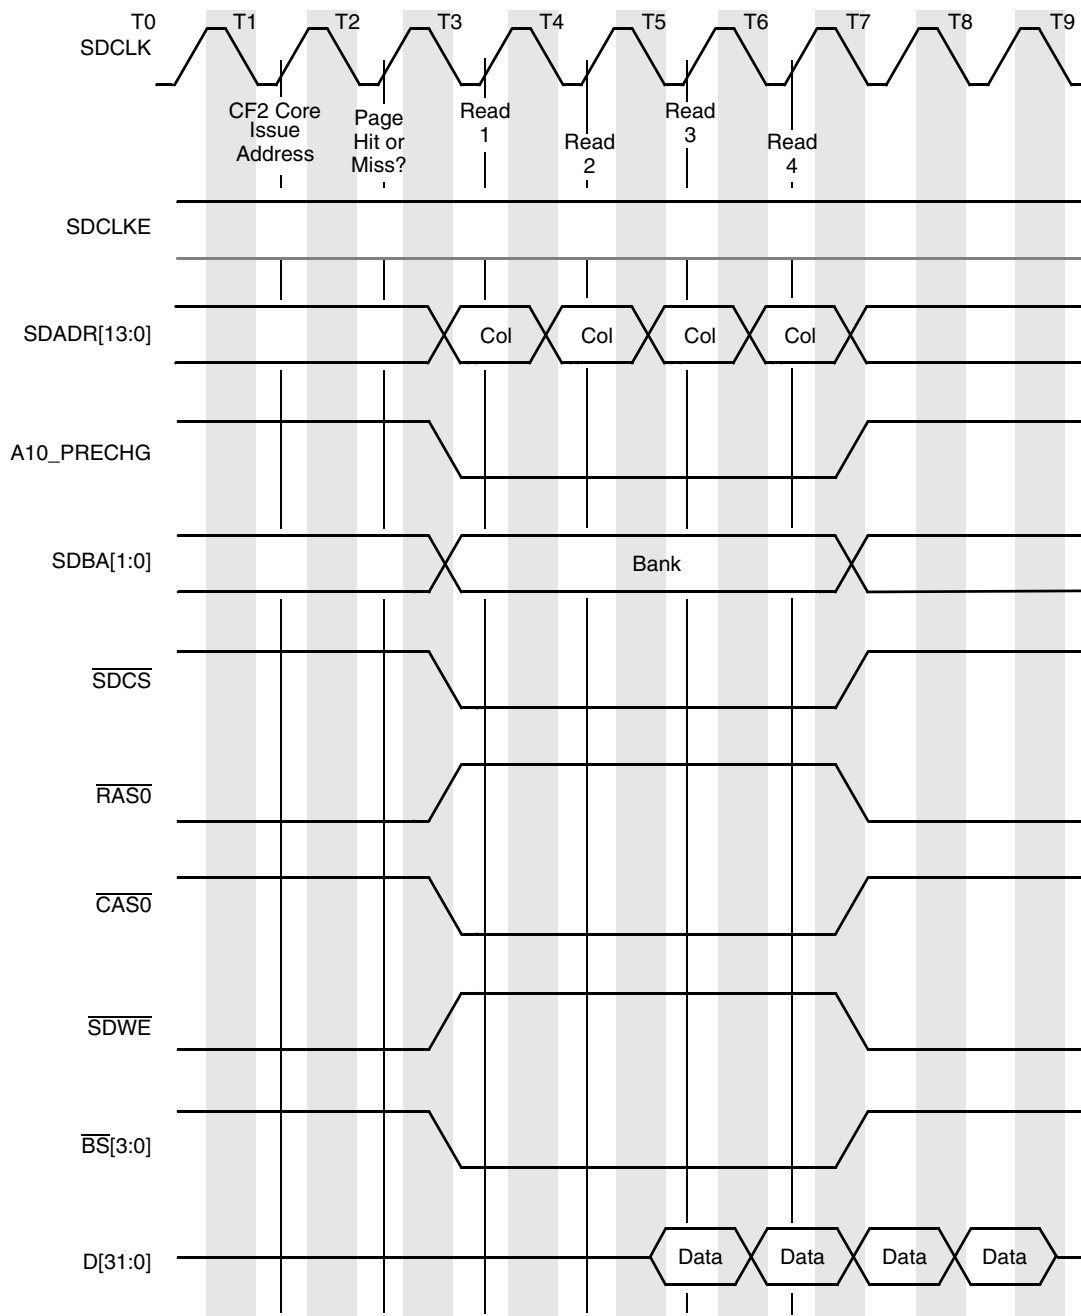 T0 T1 T2 T3 T4 T5 T6 T7 T8 T9
SDCLK
CF2 Core
Issue
Address
Page
Hit or
Miss?
Read
1
Read
2
Read
3
Read
4
SDCLKE
SDADR[13:0]
Col Col Col Col
A10_PRECHG
SDBA[1:0]
Bank
SDCS
RAS0
CAS0
SDWE
BS[3:0]
D[31:0]
Data Data Data Data